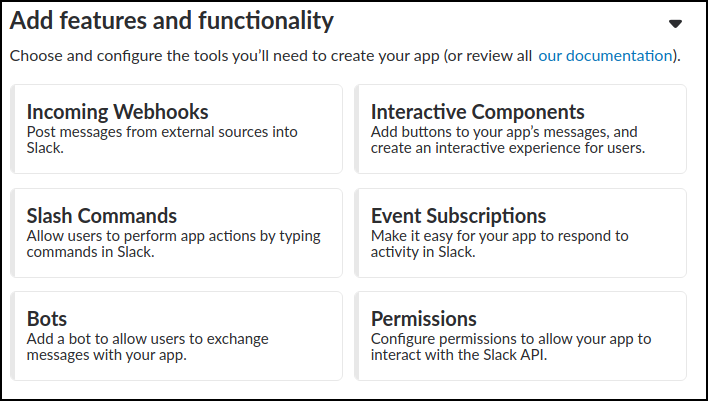 Add features and functionality
Choose and configure the tools you’ll need to create your app (or review all our documentation).
Incoming Webhooks
Post messages from external sources into
Slack.
Interactive Components
Add buttons to your app’s messages, and
create an interactive experience for users.
Slash Commands
Allow users to perform app actions by typing
commands in Slack.
Event Subscriptions
Make it easy for your app to respond to
activity in Slack.
Bots
Add a bot to allow users to exchange
messages with your app.
Permissions
Configure permissions to allow your app to
interact with the Slack API.